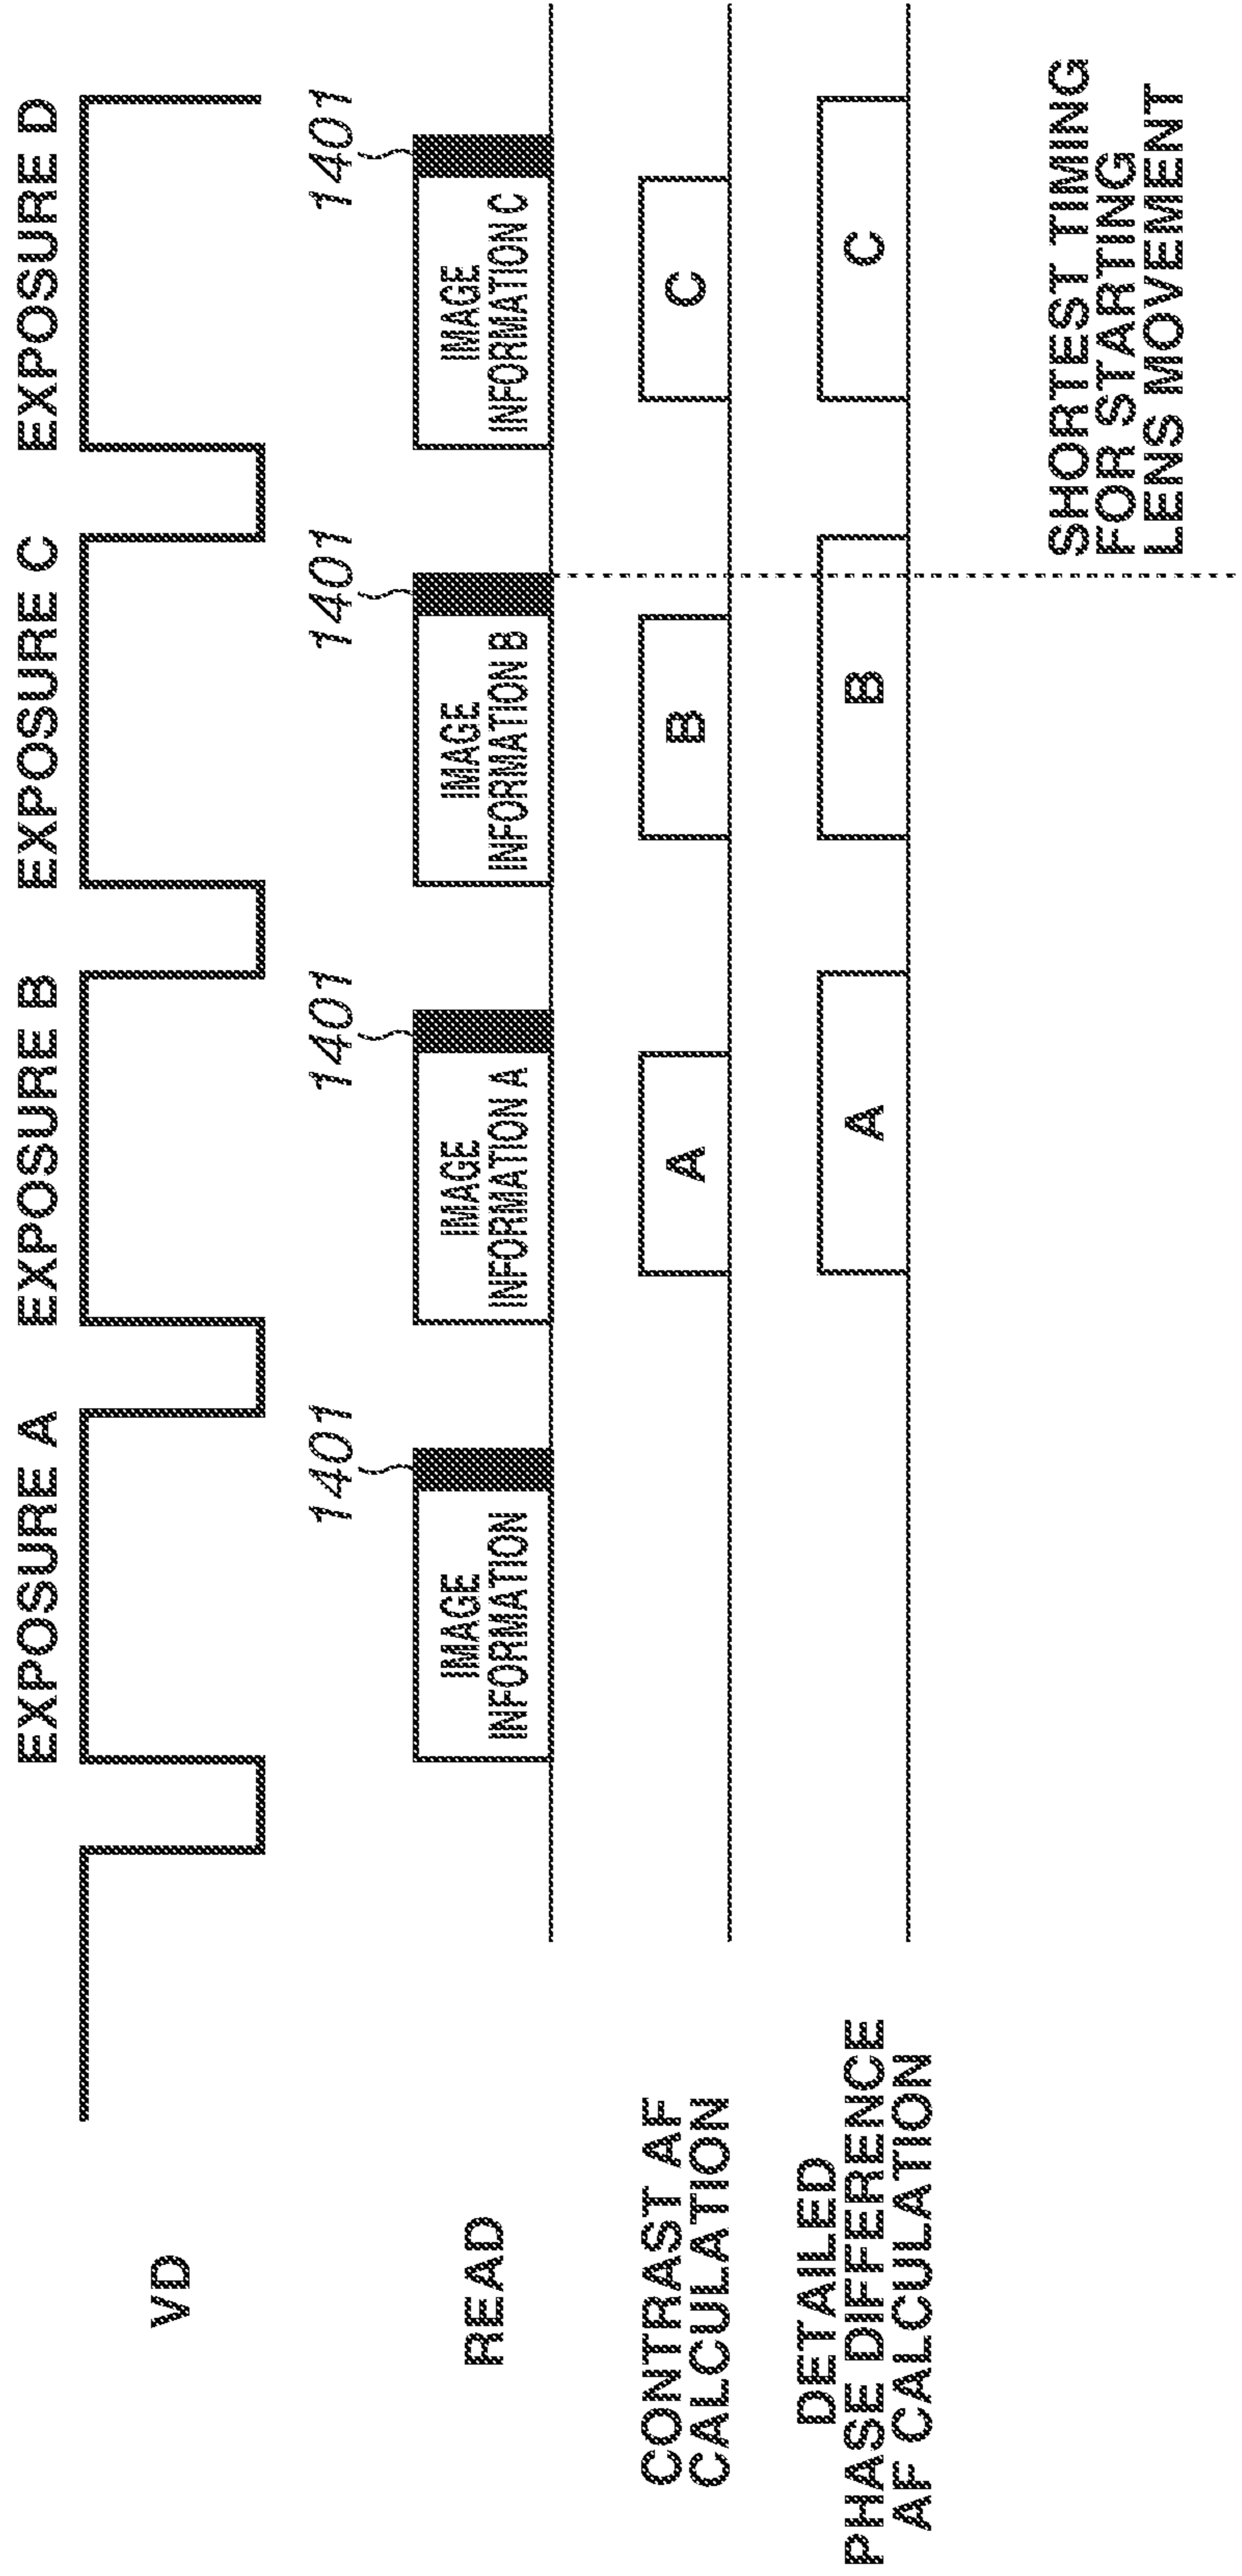 EXPOSURE A
EXPOSURE B
EXPOSURE C
EXPOSURE D
VD
1401
1401
1401
1401
READ
IMAGE
INFORMATION
IMAGE
INFORMATION A
IMAGE
INFORMATION B
IMAGE
INFORMATION C
CONTRAST AF
CALCULATION
A
B
C
DETAILED
PHASE DIFFERENCE
AF CALCULATION
A
B
C
SHORTEST TIMING
FOR STARTING
LENS MOVEMENT